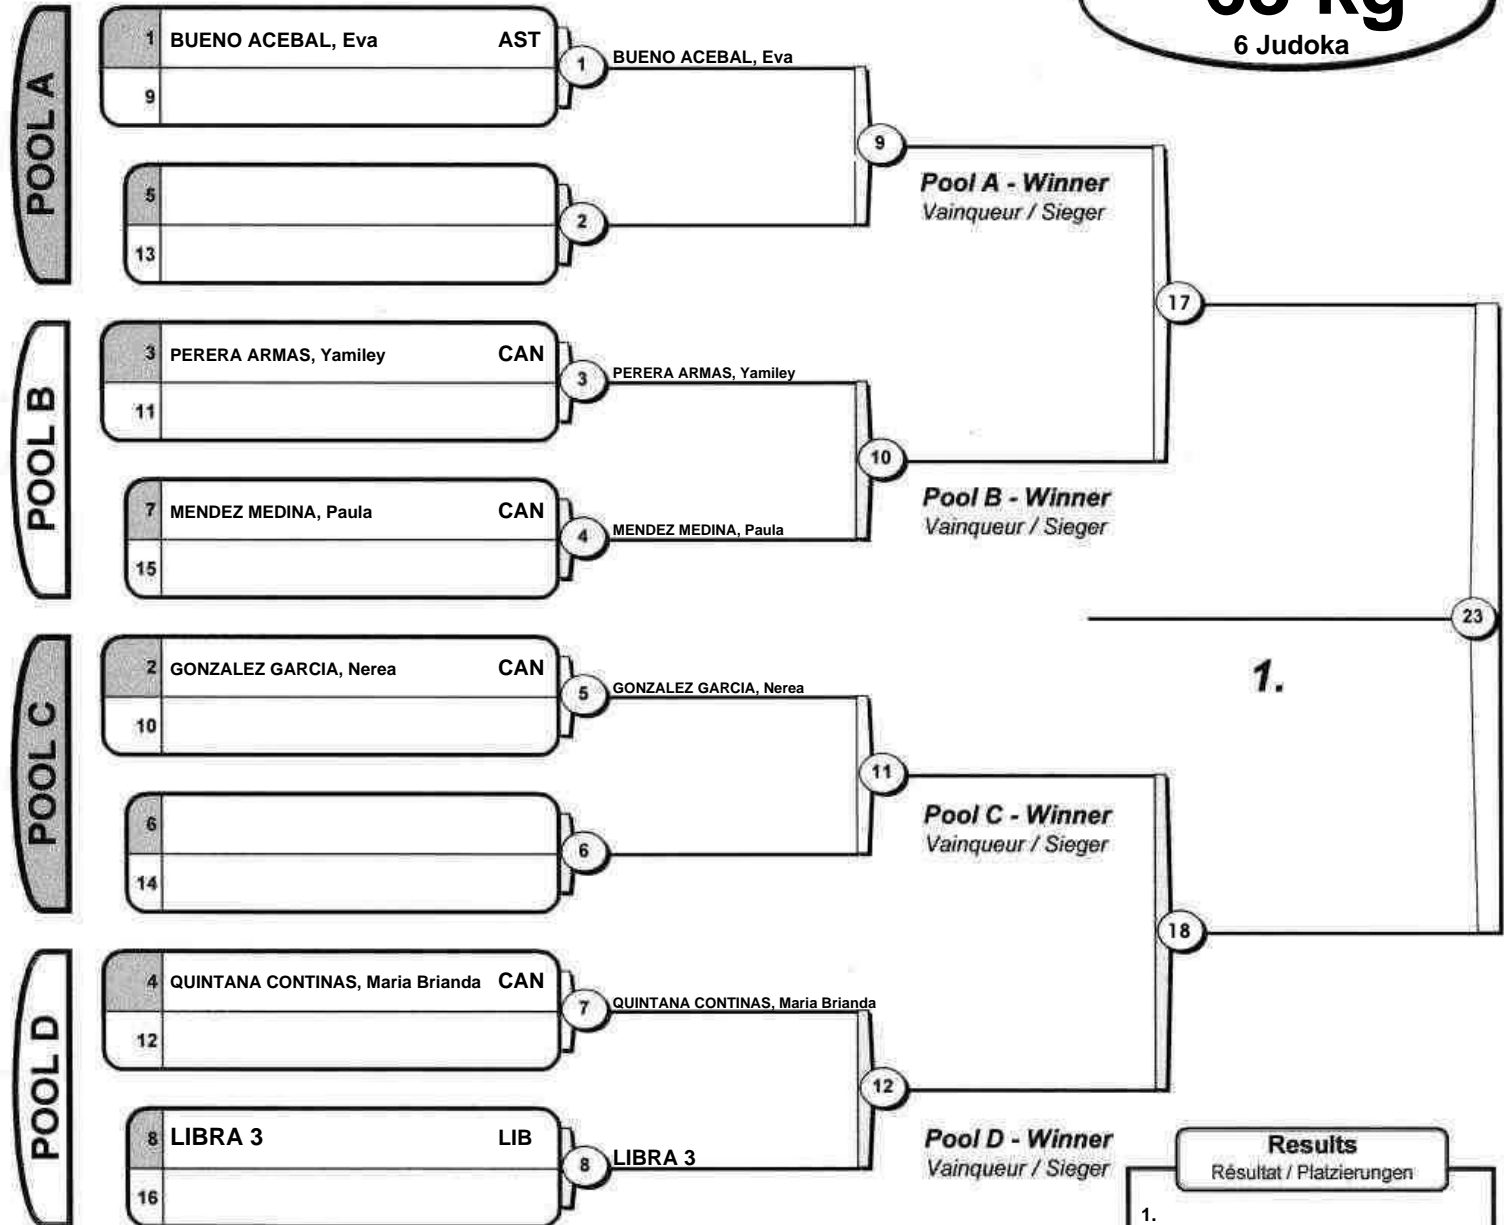 kg
6 Judoka
POOL A
1 BUENO ACEBAL, Eva AST
9
1
BUENO ACEBAL, Eva
5
13
2
9
Pool A - Winner
Vainqueur / Sieger
POOL B
3 PERERA ARMAS, Yamiley CAN
11
3
PERERA ARMAS, Yamiley
7 MENDEZ MEDINA, Paula CAN
15
4
MENDEZ MEDINA, Paula
10
Pool B - Winner
Vainqueur / Sieger
17
POOL C
2 GONZALEZ GARCIA, Nerea CAN
10
5
GONZALEZ GARCIA, Nerea
6
14
6
11
Pool C - Winner
Vainqueur / Sieger
23
1.
POOL D
4 QUINTANA CONTINAS, Maria Brianda CAN
12
7
QUINTANA CONTINAS, Maria Brianda
8 LIBRA 3 LIB
16
8
LIBRA 3
12
Pool D - Winner
Vainqueur / Sieger
18
Results
Résultat / Platzierungen
1.